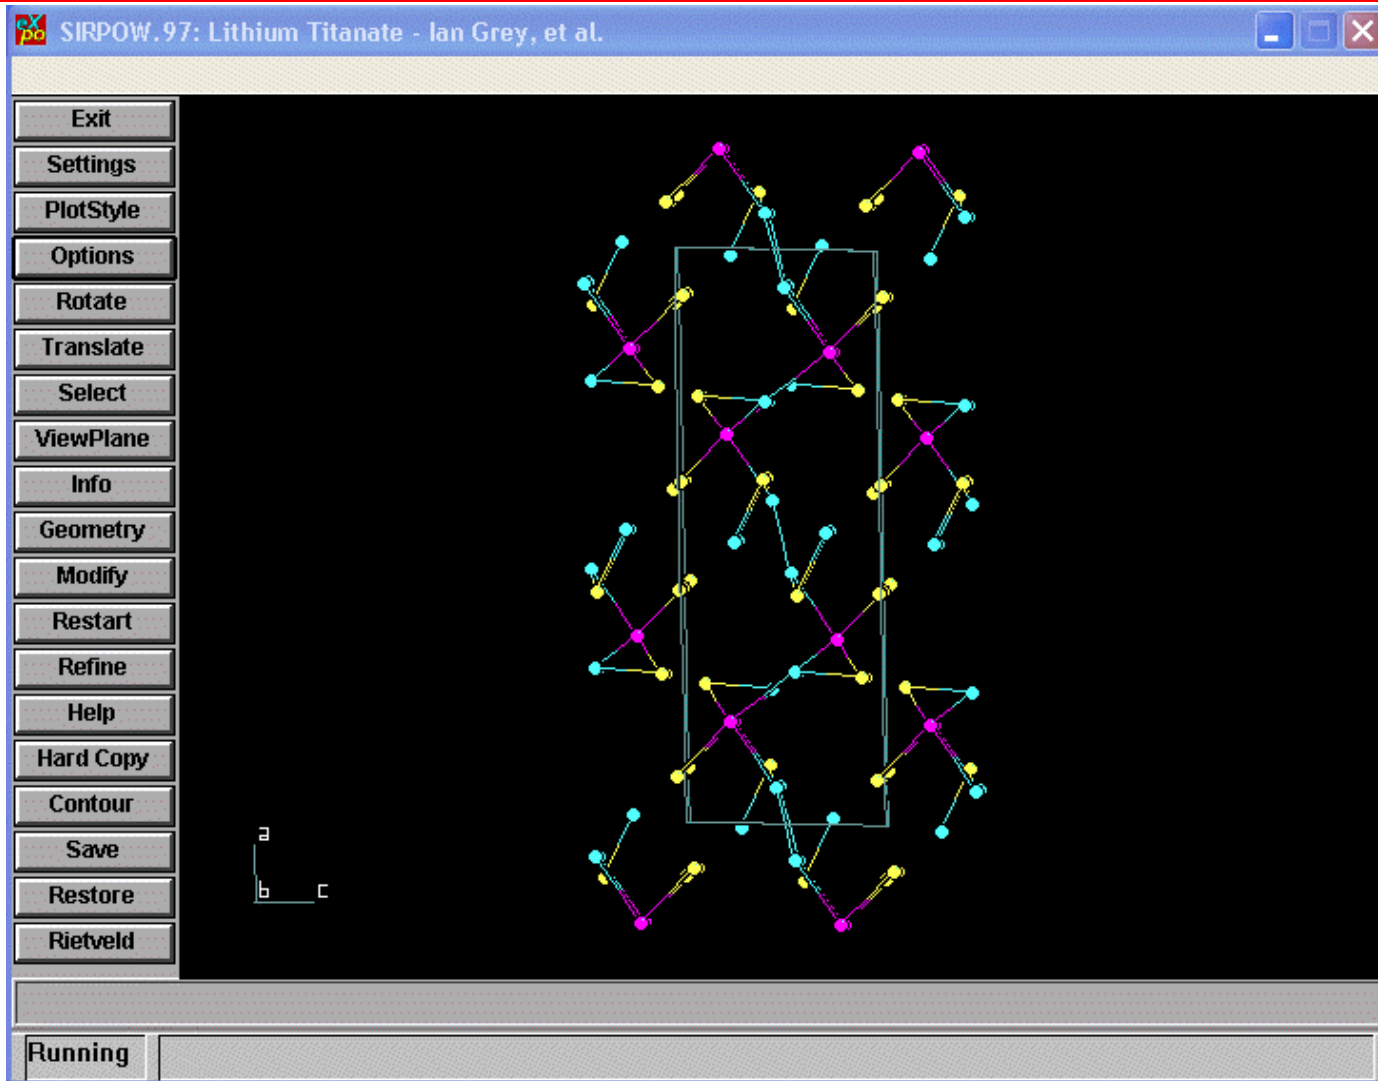 eXpo SIRPOW.97: Lithium Titanate - Ian Grey, et al.
Exit
Settings
PlotStyle
Options
Rotate
Translate
Select
ViewPlane
Info
Geometry
Modify
Restart
Refine
Help
Hard Copy
Contour
Save
Restore
Rietveld
a
b c
Running